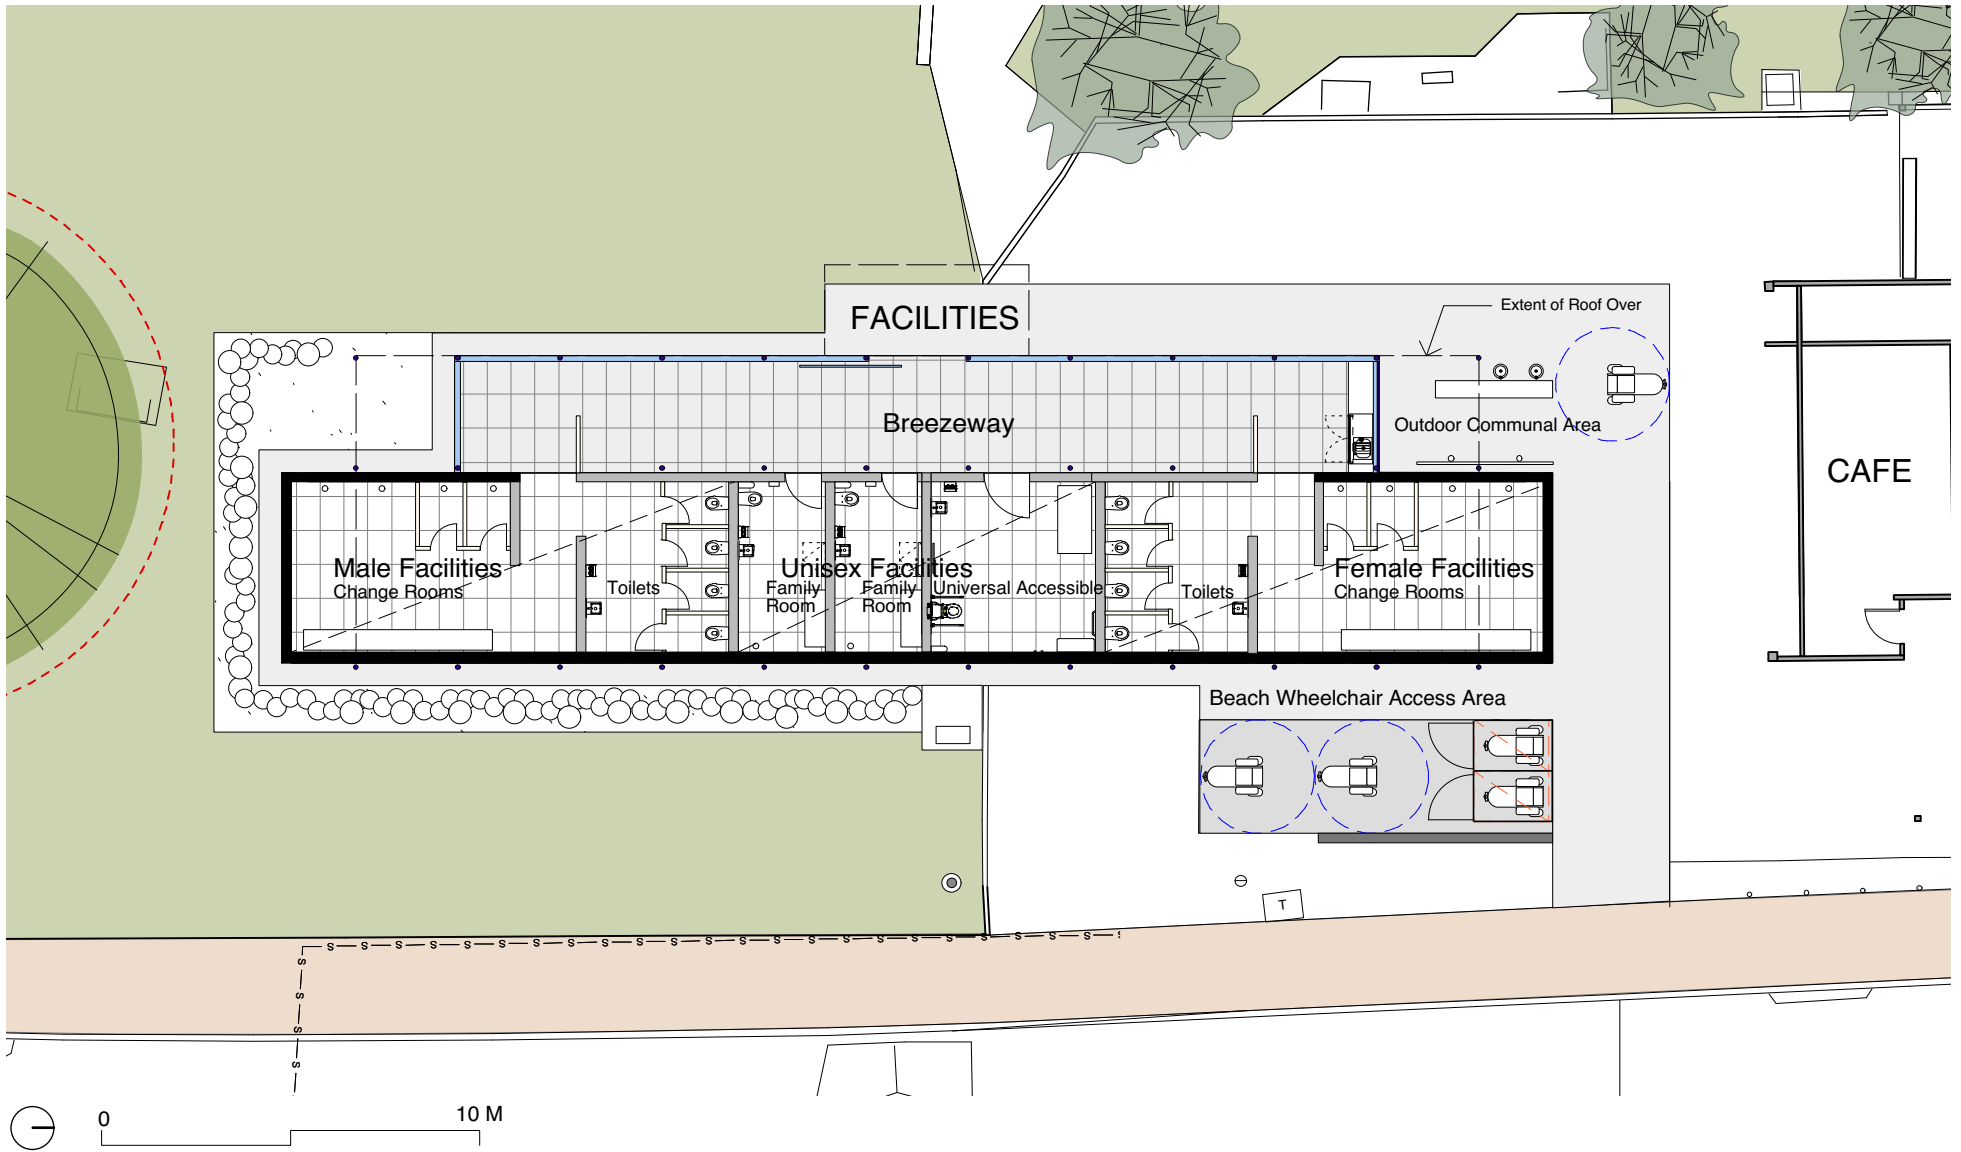 FACILITIES
Extent of Roof Over
Breezeway
Outdoor Communal Area
CAFE
Male Facilities
Change Rooms
Toilets
Unisex Facilities
Family
Room
Family
Room
Universal Accessible
Toilets
Female Facilities
Change Rooms
Beach Wheelchair Access Area
T
S S S S S S S S S S S S S S S S S S S S S S S
S
S
S
S
0
10 M